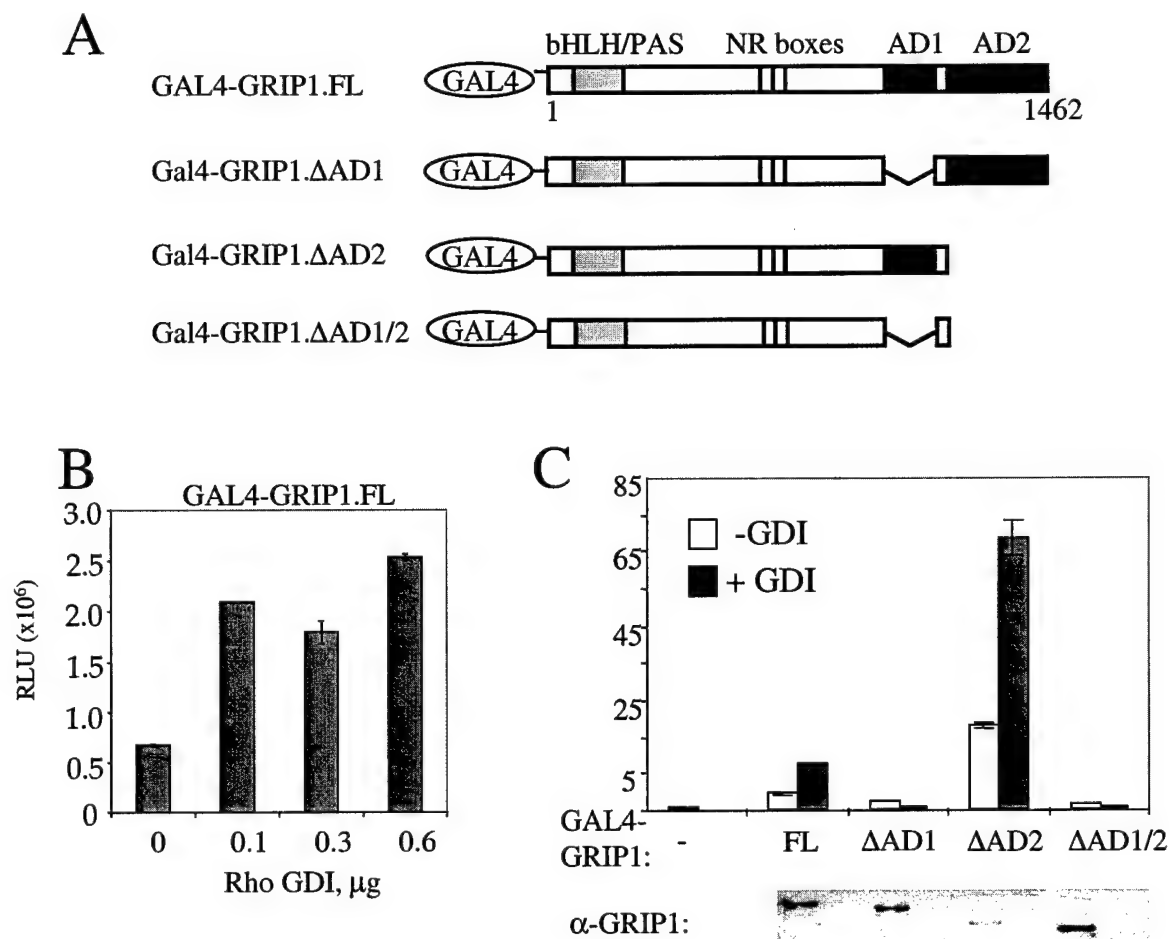 A
bHLH/PAS NR boxes AD1 AD2
GAL4-GRIP1.FL GAL4
1 1462
Gal4-GRIP1.ΔAD1 GAL4
Gal4-GRIP1.ΔAD2 GAL4
Gal4-GRIP1.ΔAD1/2 GAL4
B
GAL4-GRIP1.FL
3.0
2.5
2.0
1.5
1.0
0.5
0
RLU (x10⁶)
0 0.1 0.3 0.6
Rho GDI, μg
C
85
65
45
25
5
-GDI
+ GDI
GAL4-
GRIP1: - FL ΔAD1 ΔAD2 ΔAD1/2
α-GRIP1: